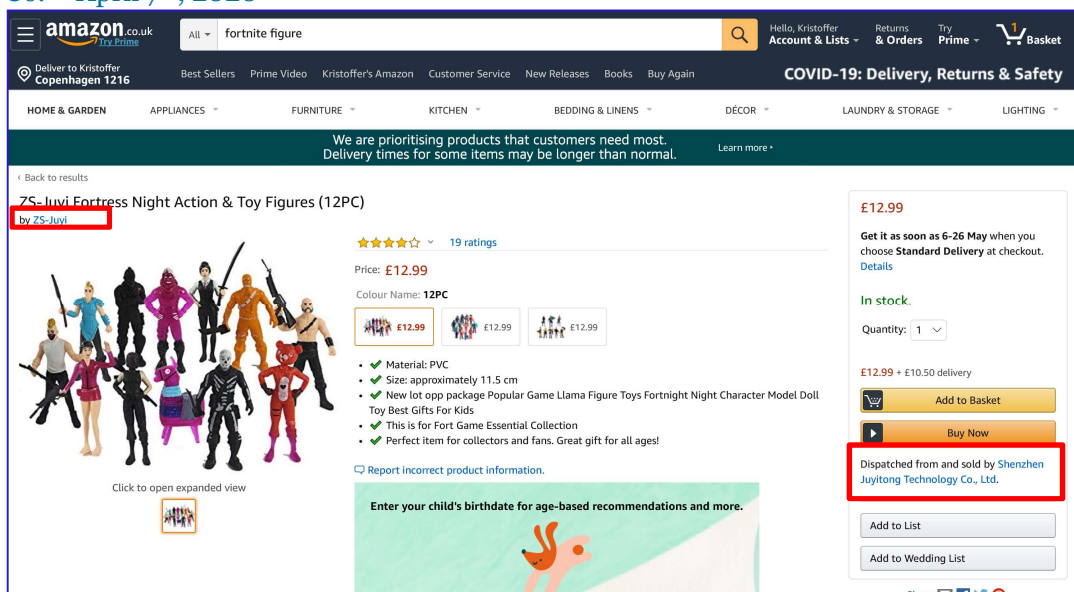 amazon.co.uk
Try Prime
All
fortnite figure
Hello, Kristoffer
Account & Lists
Returns
& Orders
Try
Prime
1
Basket
Deliver to Kristoffer
Copenhagen 1216
Best Sellers Prime Video Kristoffer's Amazon Customer Service New Releases Books Buy Again
COVID-19: Delivery, Returns & Safety
HOME & GARDEN APPLIANCES FURNITURE KITCHEN BEDDING & LINENS DÉCOR LAUNDRY & STORAGE LIGHTING
We are prioritising products that customers need most.
Delivery times for some items may be longer than normal.
Learn more
‹ Back to results
ZS-Juyi Fortress Night Action & Toy Figures (12PC)
by ZS-Juyi
19 ratings
Price: £12.99
Colour Name: 12PC
£12.99 £12.99 £12.99
• ✔ Material: PVC
• ✔ Size: approximately 11.5 cm
• ✔ New lot opp package Popular Game Llama Figure Toys Fortnight Night Character Model Doll
Toy Best Gifts For Kids
• ✔ This is for Fort Game Essential Collection
• ✔ Perfect item for collectors and fans. Great gift for all ages!
Report incorrect product information.
Click to open expanded view
Enter your child's birthdate for age-based recommendations and more.
£12.99
Get it as soon as 6-26 May when you
choose Standard Delivery at checkout.
Details
In stock.
Quantity: 1
£12.99 + £10.50 delivery
Add to Basket
Buy Now
Dispatched from and sold by Shenzhen
Juyitong Technology Co., Ltd.
Add to List
Add to Wedding List